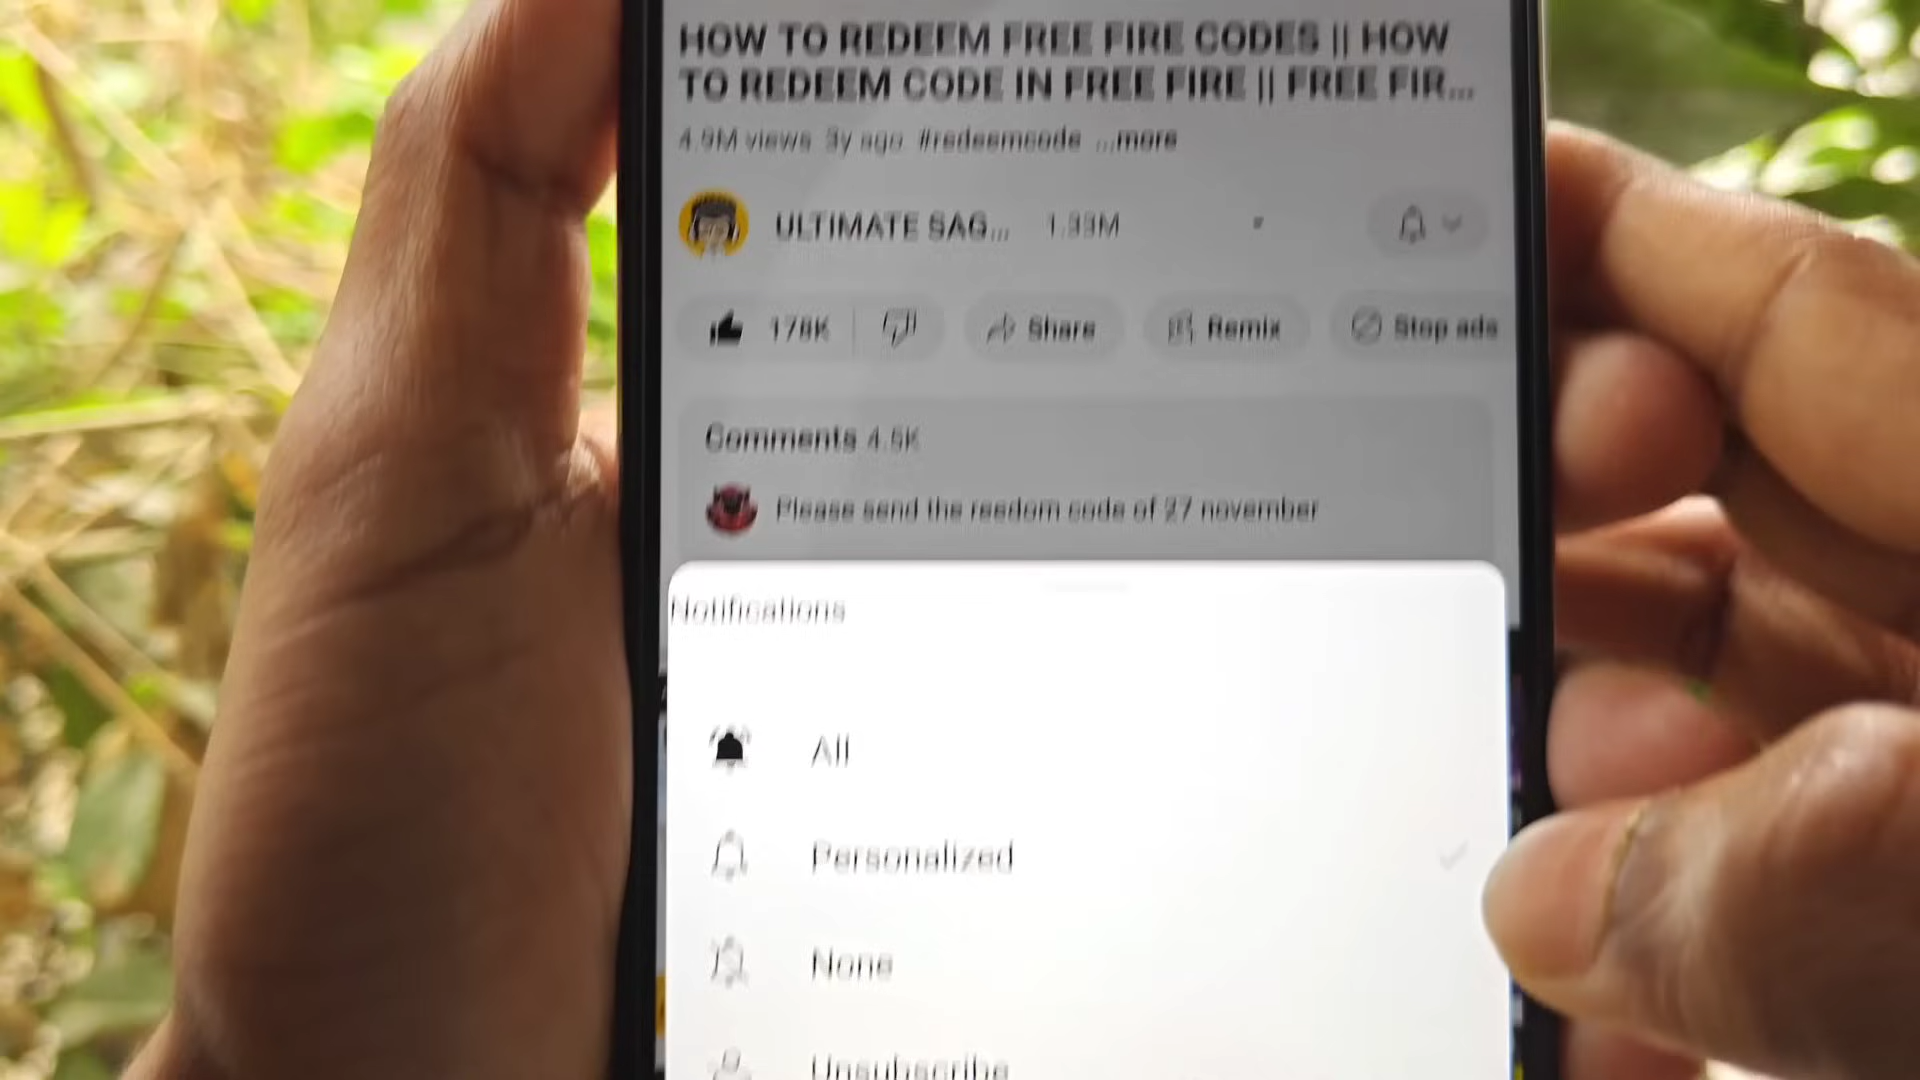 HOW TO REDEEM FREE FIRE CODES || HOW
TO REDEEM CODE IN FREE FIRE || FREE FIR...
4.9M views 3y ago #redeemcode ...more
ULTIMATE SAG... 1.33M
178K Share Remix Stop ads
Comments 4.5K
Please send the reedom code of 27 november
Notifications
All
Personalized
None
Unsubscribe